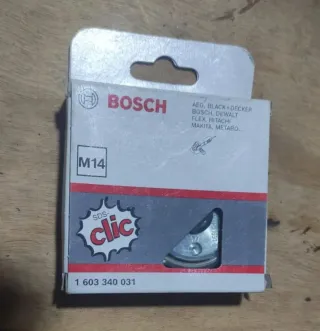 BOSCH
AEG, BLACK+DECKER
BOSCH, DEWALT
FLEX, HITACHI
MAKITA, METABO,
M14
SDS
clic
1 603 340 031